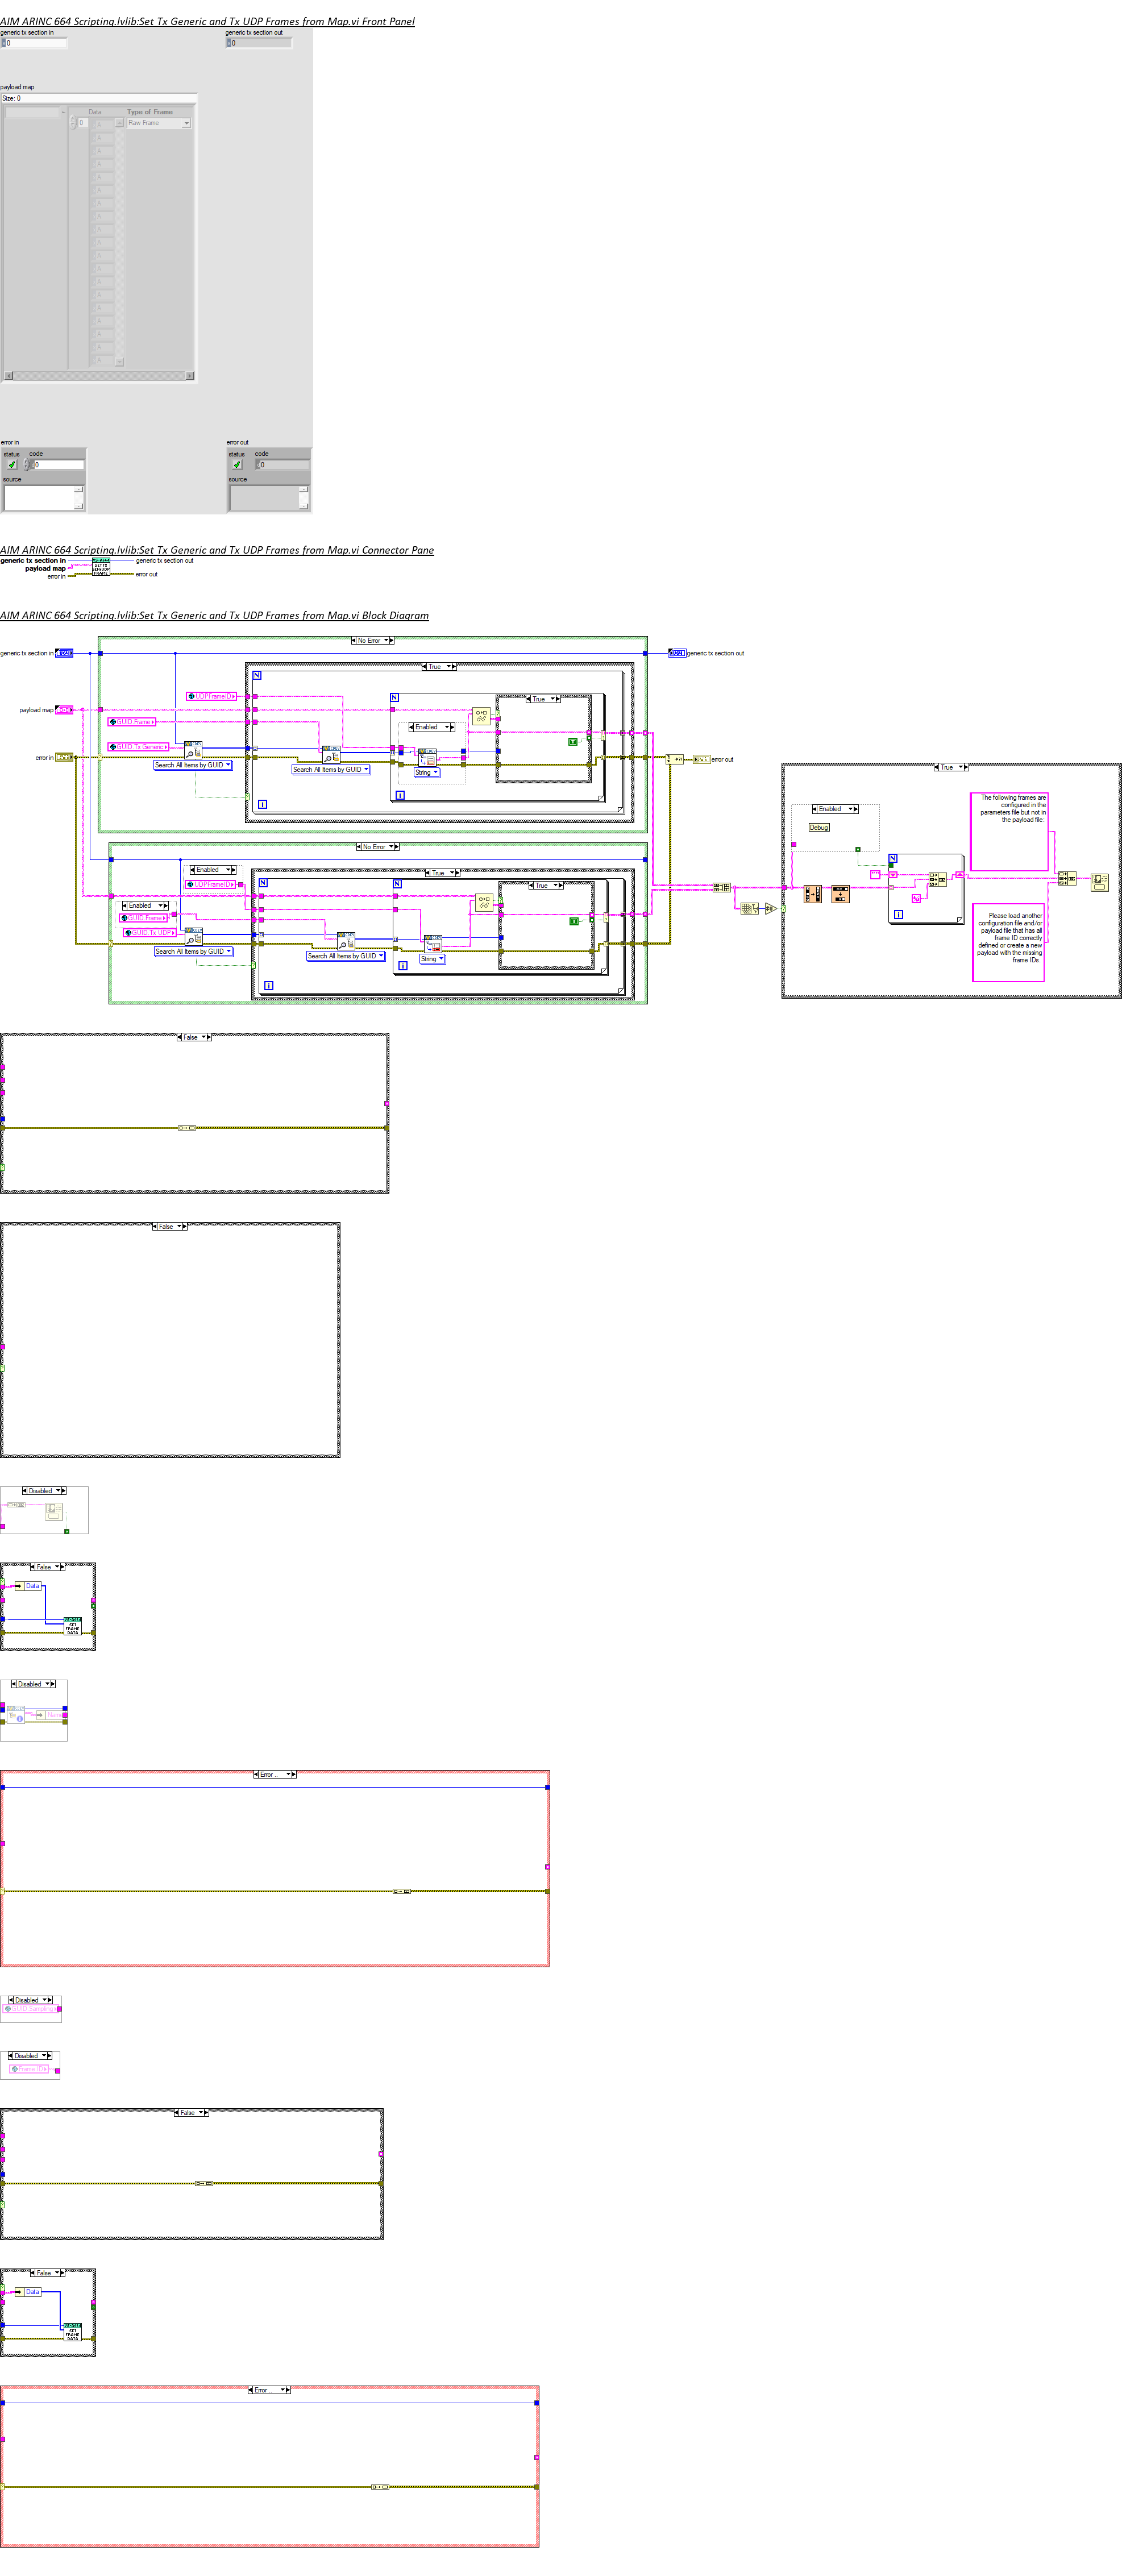 AIM ARINC 664 Scripting.lvlib:Set Tx Generic and Tx UDP Frames from Map.vi Front Panel
generic tx section in
generic tx section out
0
0
payload map
Size: 0
Data
Type of Frame
0
Raw Frame
error in
error out
status
code
status
code
0
0
source
source
AIM ARINC 664 Scripting.lvlib:Set Tx Generic and Tx UDP Frames from Map.vi Connector Pane
generic tx section in
generic tx section out
payload map
error in
error out
AIM ARINC 664 Scripting.lvlib:Set Tx Generic and Tx UDP Frames from Map.vi Block Diagram
No Error
generic tx section in
generic tx section out
True
N
UDPFrameID
N
True
payload map
GUID Frame
Enabled
GUID Tx Generic
error in
error out
Search All Items by GUID
Search All Items by GUID
String
i
i
True
The following frames are
configured in the
parameters file but not in
the payload file:
Enabled
Debug
No Error
N
Enabled
True
UDPFrameID
N
N
True
Enabled
GUID Frame
GUID Tx UDP
i
Please load another
configuration file and/or
payload file that has all
frame ID correctly
defined or create a new
payload with the missing
frame IDs.
Search All Items by GUID
Search All Items by GUID
String
i
i
False
False
Disabled
False
Data
SET
FRAME
DATA
Disabled
Name
Error ..
Disabled
GUID Sampling
Disabled
Frame ID
False
False
Data
SET
FRAME
DATA
Error ..